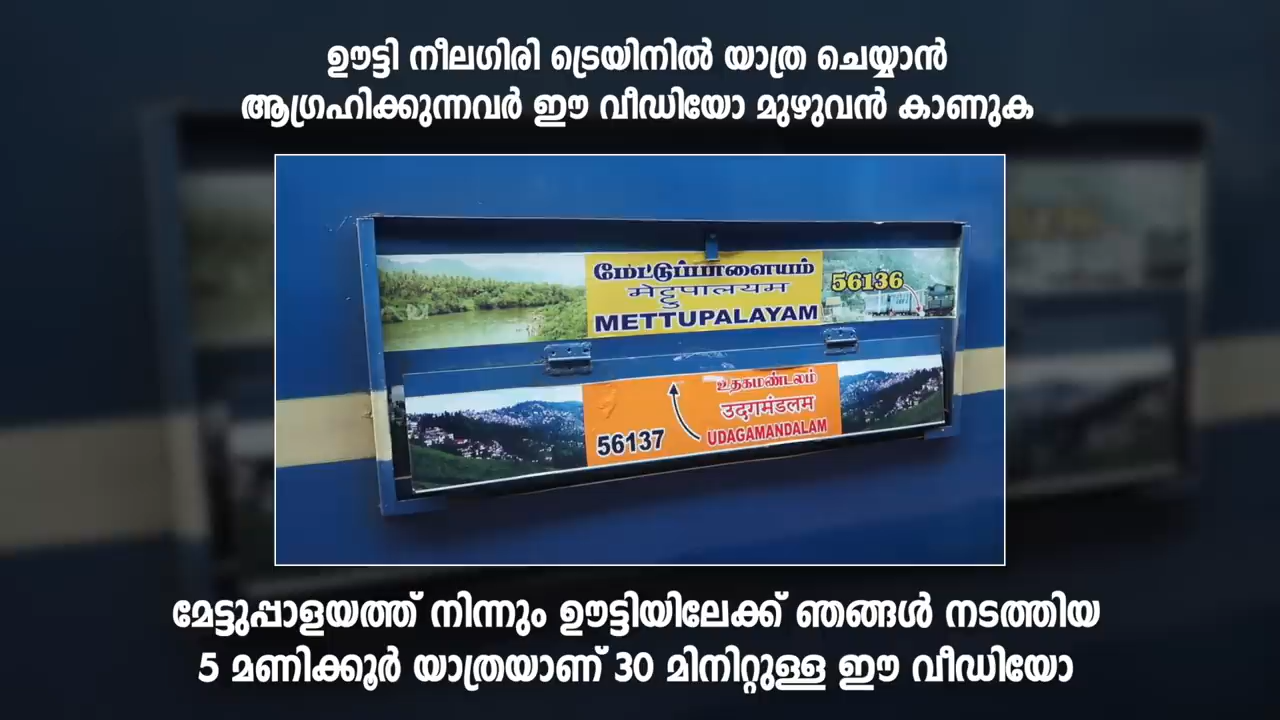 ഊട്ടി നീലഗിരി ട്രെയിനിൽ യാത്ര ചെയ്യാൻ
ആഗ്രഹിക്കുന്നവർ ഈ വീഡിയോ മുഴുവൻ കാണുക
மேட்டுப்பாளையம்
मेट्टुपालयम
METTUPALAYAM
56136
உதகமண்டலம்
उदगमंडलम
UDAGAMANDALAM
56137
മേട്ടുപ്പാളയത്ത് നിന്നും ഊട്ടിയിലേക്ക് ഞങ്ങൾ നടത്തിയ
5 മണിക്കൂർ യാത്രയാണ് 30 മിനിറ്റുള്ള ഈ വീഡിയോ